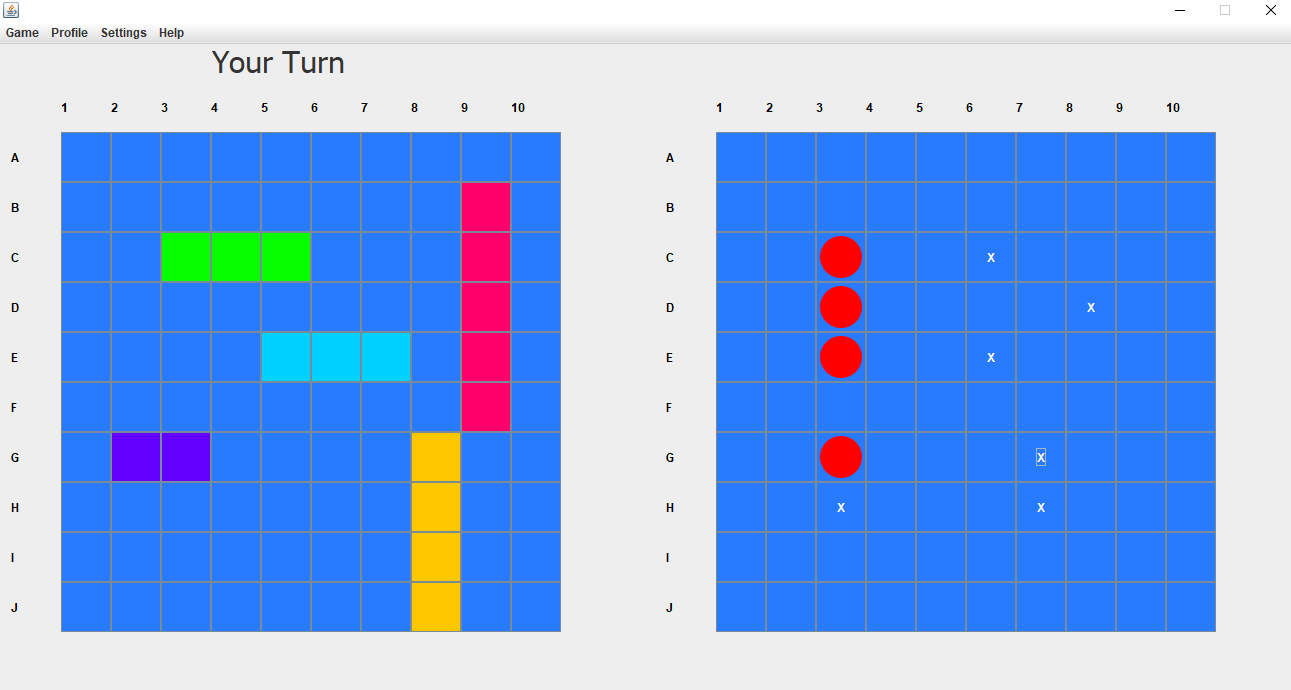 Game Profile Settings Help
Your Turn
1 2 3 4 5 6 7 8 9 10
1 2 3 4 5 6 7 8 9 10
A A
B B
C C X
D D X
E E X
F F
G G X
H H X X
I I
J J